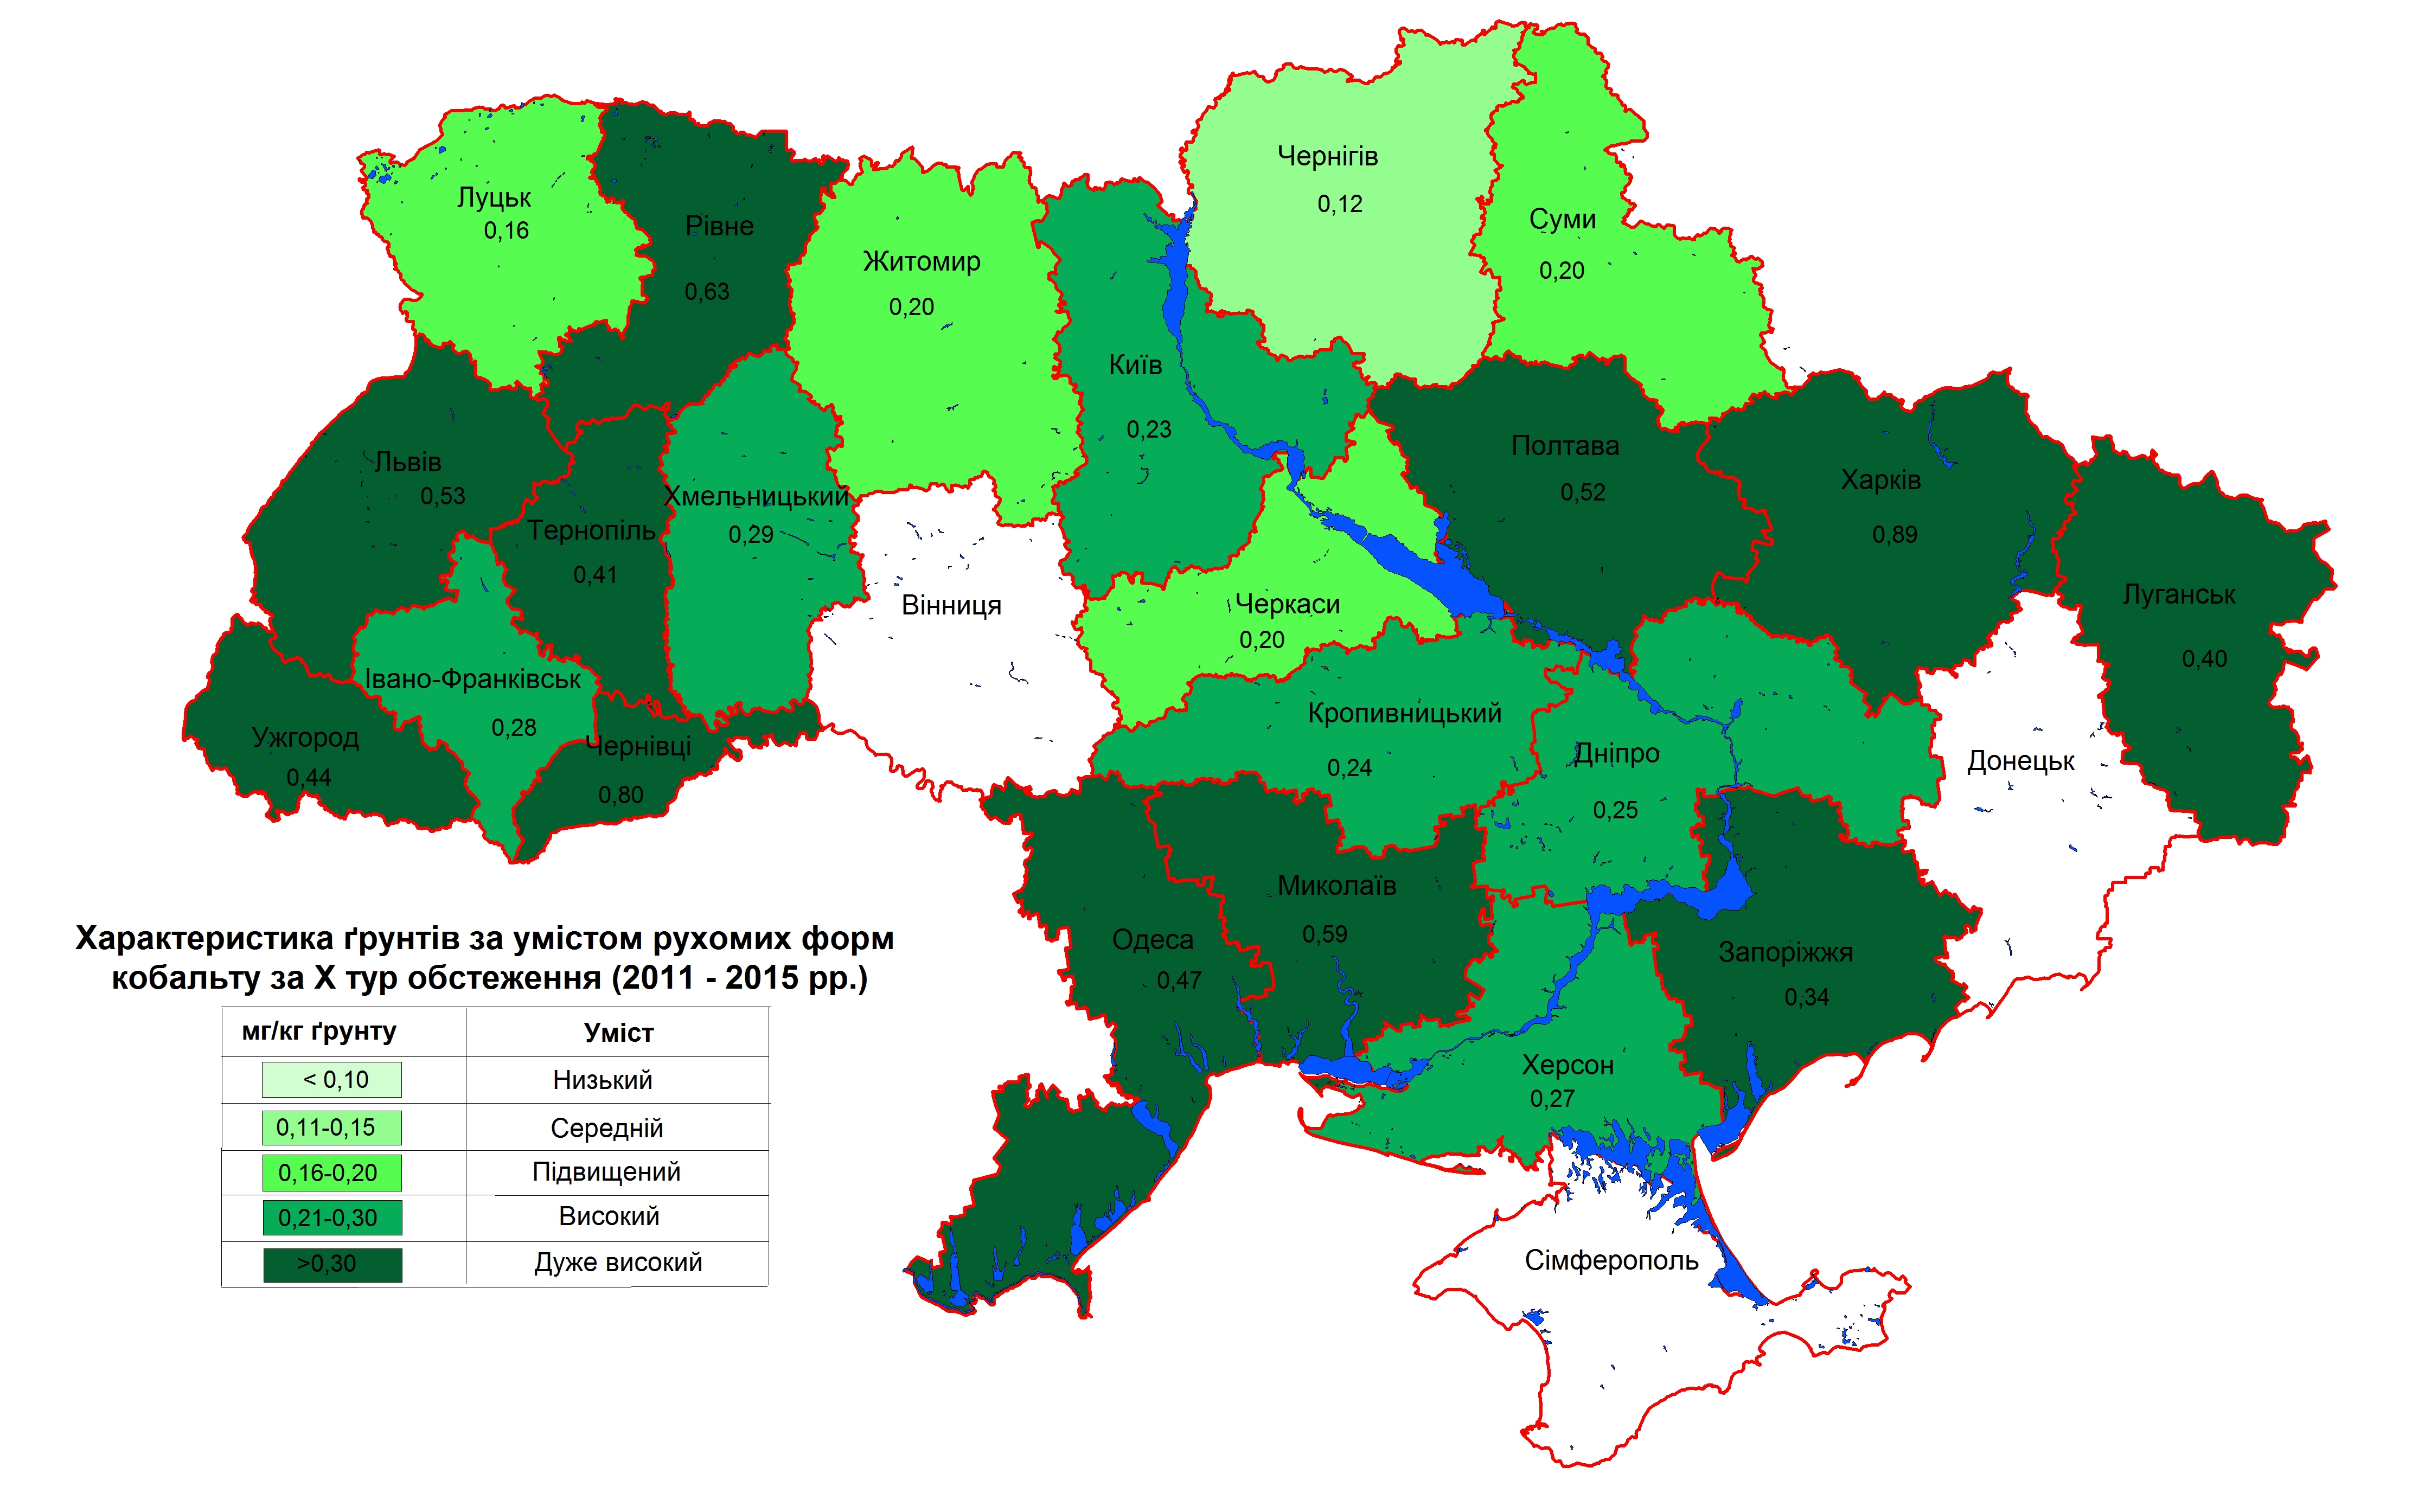 Чернігів
0,12
Суми
0,20
Луцьк
0,16
Рівне
0,63
Житомир
0,20
Київ
0,23
Полтава
0,52
Харків
0,89
Львів
0,53
Тернопіль
0,41
Хмельницький
0,29
Вінниця
Черкаси
0,20
Луганськ
0,40
Івано-Франківськ
0,28
Ужгород
0,44
Чернівці
0,80
Кропивницький
0,24
Дніпро
0,25
Донецьк
Одеса
0,47
Миколаїв
0,59
Запоріжжя
0,34
Херсон
0,27
Сімферополь
Характеристика ґрунтів за умістом рухомих форм
кобальту за X тур обстеження (2011 - 2015 рр.)
мг/кг ґрунту Уміст
< 0,10 Низький
0,11-0,15 Середній
0,16-0,20 Підвищений
0,21-0,30 Високий
>0,30 Дуже високий